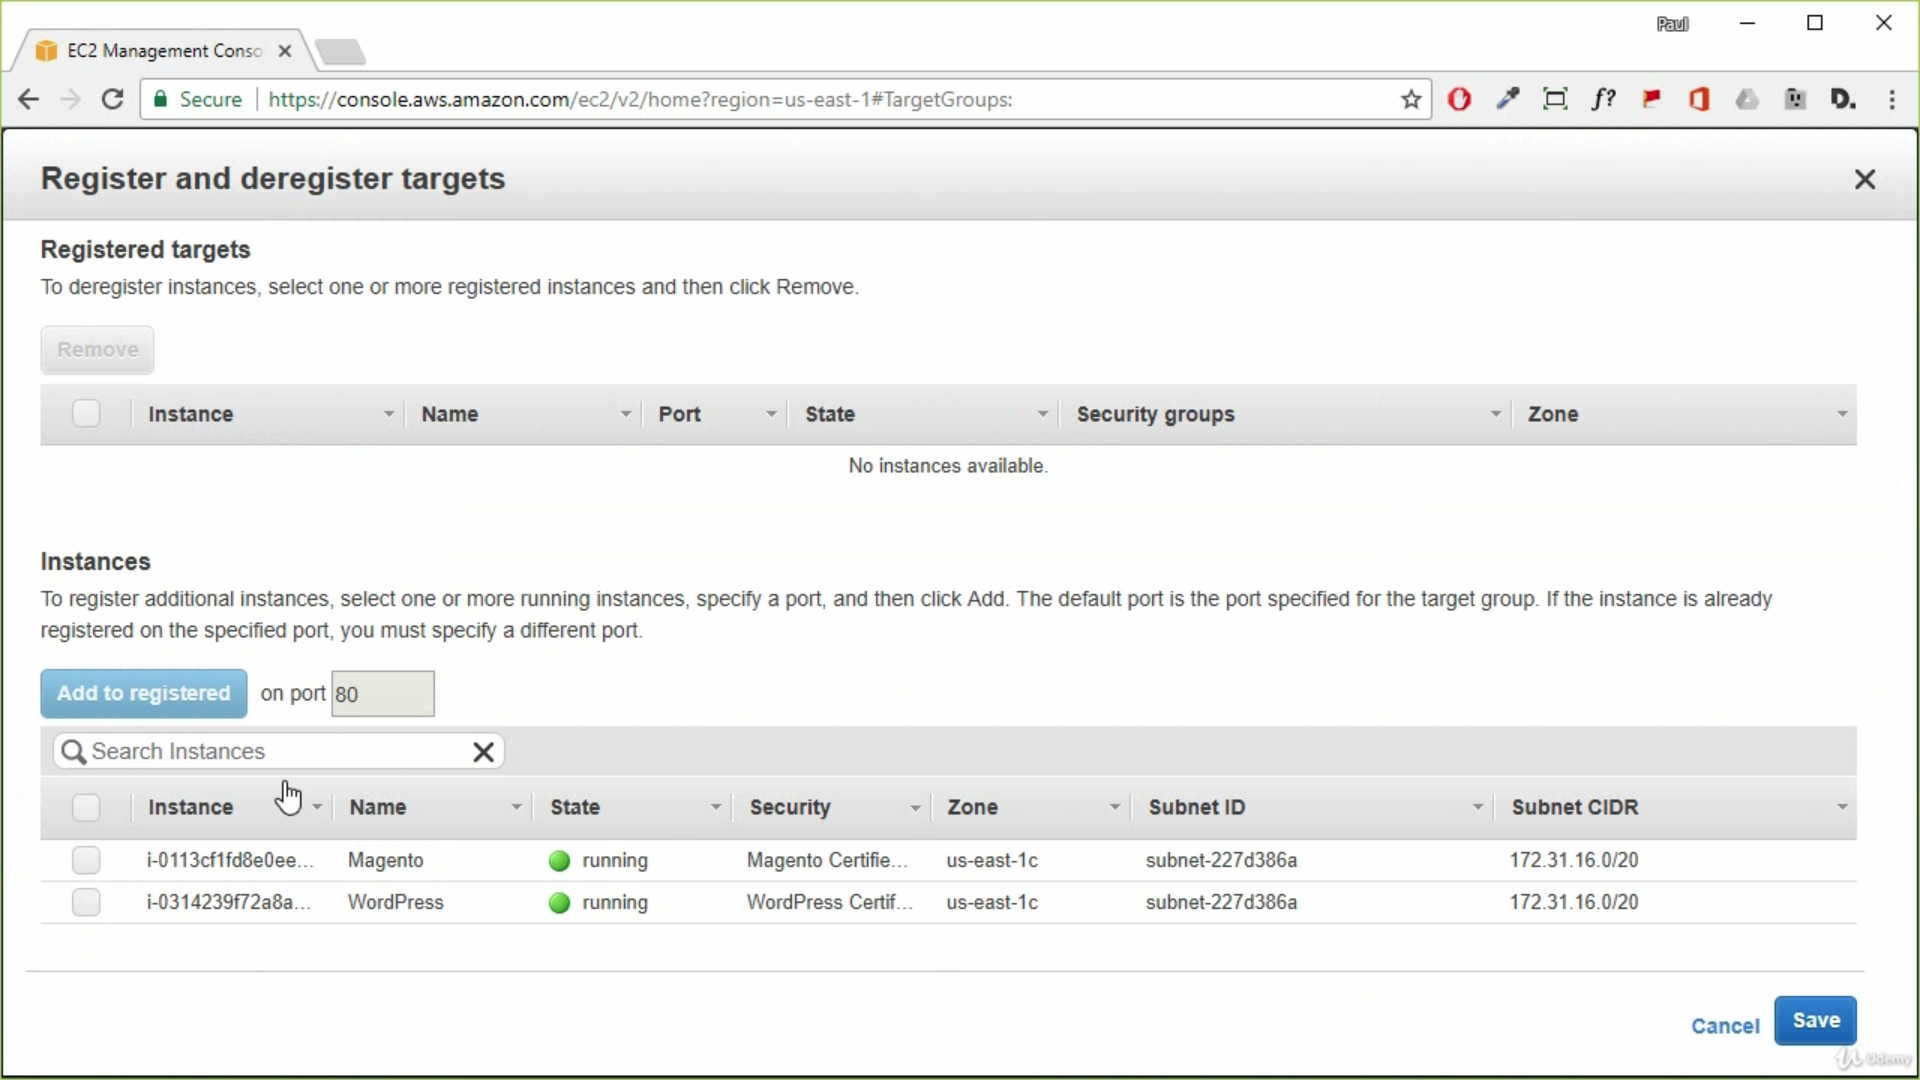 Paul
EC2 Management Conso
Secure
https://console.aws.amazon.com/ec2/v2/home?region=us-east-1#TargetGroups:
f?
D.
Register and deregister targets
Registered targets
To deregister instances, select one or more registered instances and then click Remove.
Remove
Instance Name Port State Security groups Zone
No instances available.
Instances
To register additional instances, select one or more running instances, specify a port, and then click Add. The default port is the port specified for the target group. If the instance is already
registered on the specified port, you must specify a different port.
Add to registered on port 80
Search Instances
Instance Name State Security Zone Subnet ID Subnet CIDR
i-0113cf1fd8e0ee... Magento running Magento Certifie... us-east-1c subnet-227d386a 172.31.16.0/20
i-0314239f72a8a... WordPress running WordPress Certif... us-east-1c subnet-227d386a 172.31.16.0/20
Cancel Save
Udemy